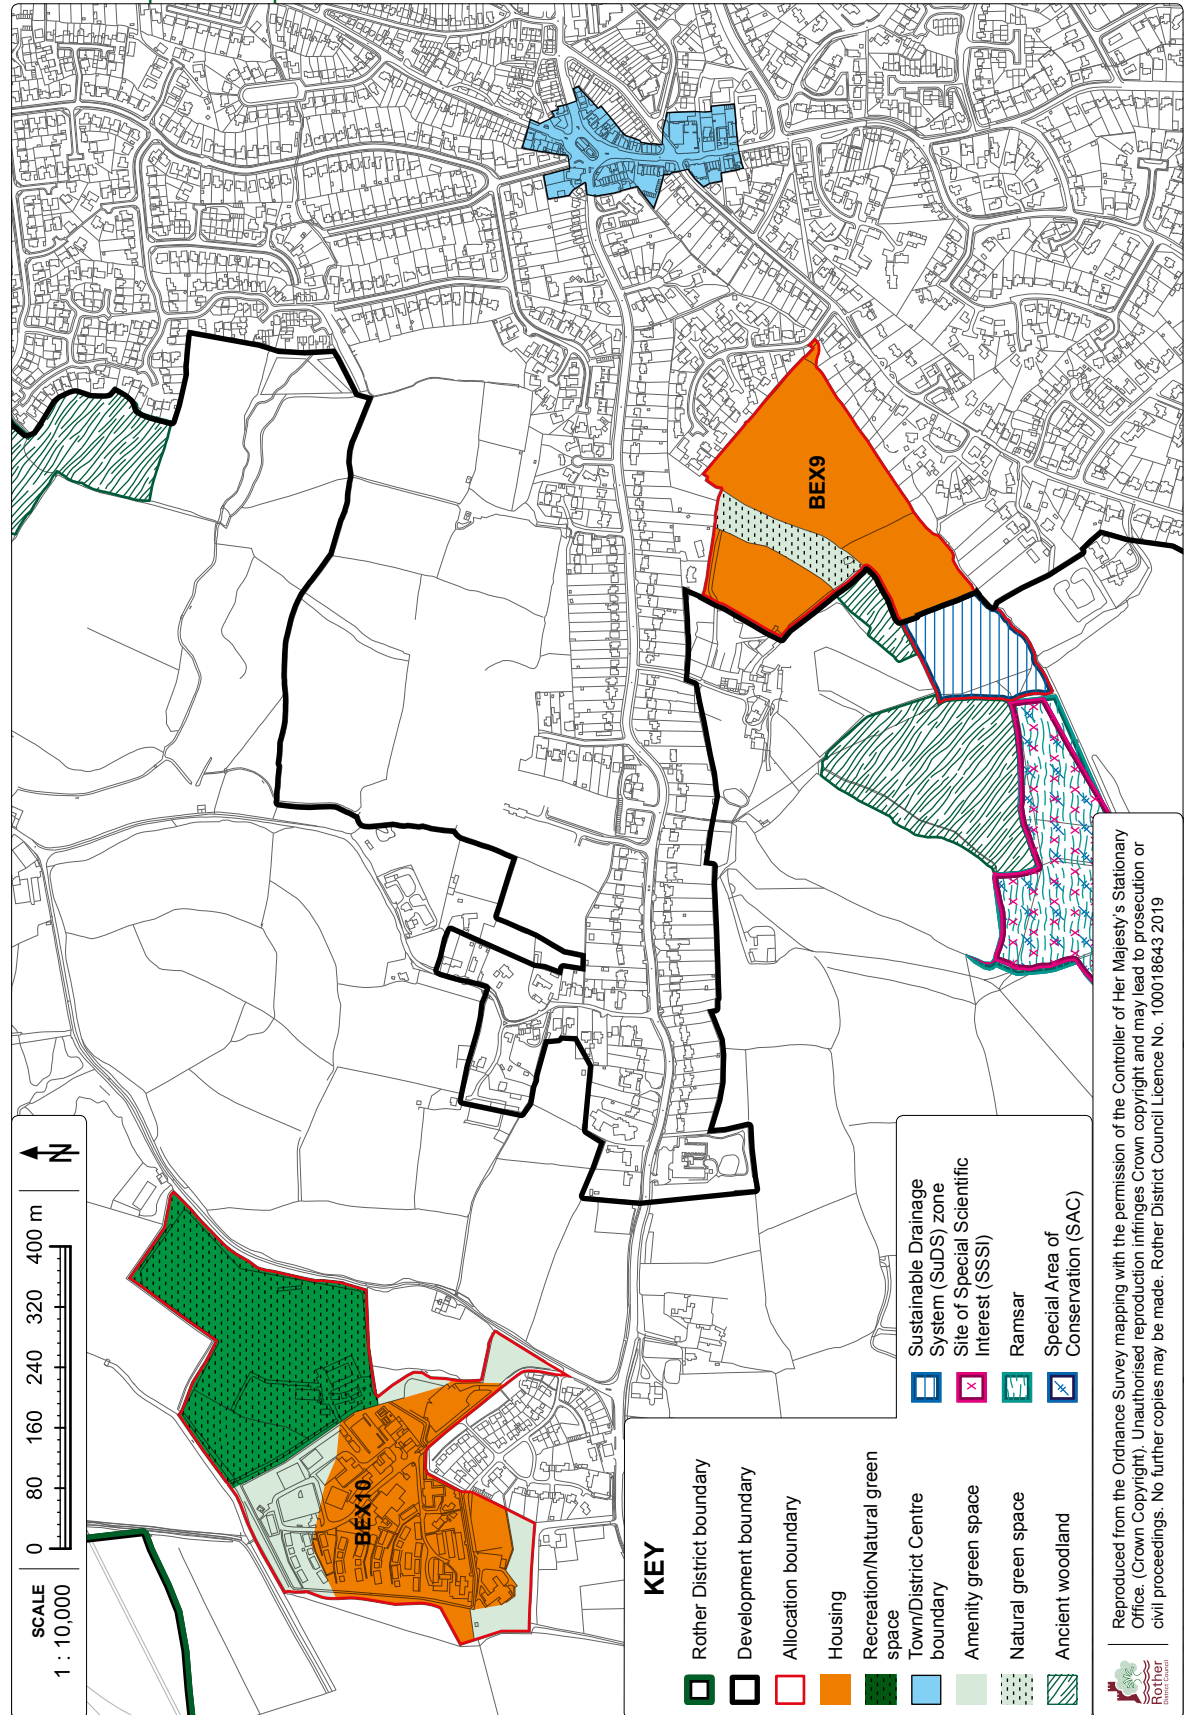 SCALE
1 : 10,000
0 80 160 240 320 400 m
N
BEX10
BEX9
KEY
Rother District boundary
Development boundary
Allocation boundary
Housing
Recreation/Natural green
space
Town/District Centre
boundary
Amenity green space
Natural green space
Ancient woodland
Sustainable Drainage
System (SuDS) zone
Site of Special Scientific
Interest (SSSI)
Ramsar
Special Area of
Conservation (SAC)
Rother
District Council
Reproduced from the Ordnance Survey mapping with the permission of the Controller of Her Majesty's Stationary
Office. (Crown Copyright). Unauthorised reproduction infringes Crown copyright and may lead to prosecution or
civil proceedings. No further copies may be made. Rother District Council Licence No. 100018643 2019